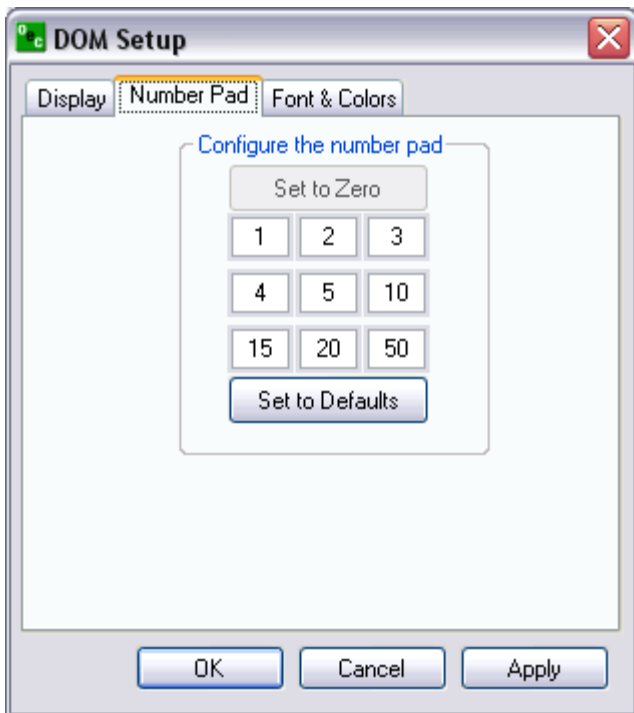 Oec DOM Setup
Display Number Pad Font & Colors
Configure the number pad
Set to Zero
1 2 3
4 5 10
15 20 50
Set to Defaults
OK Cancel Apply